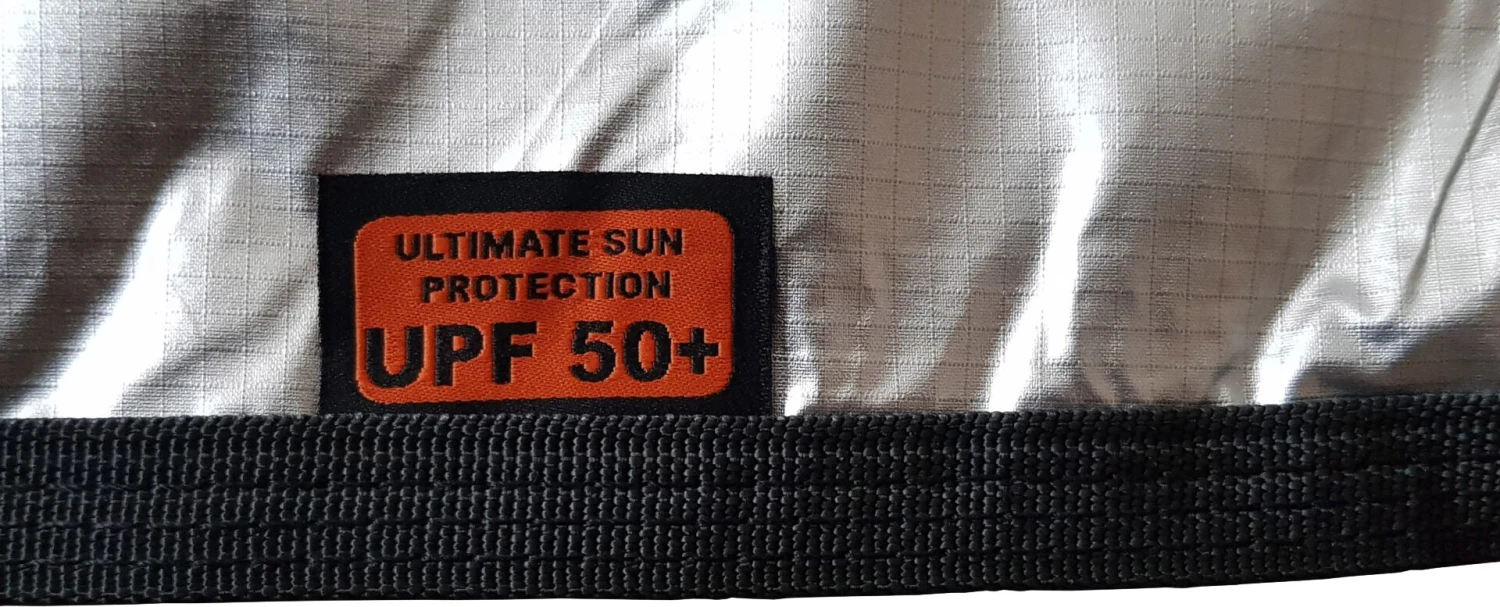 ULTIMATE SUN
PROTECTION
UPF 50+